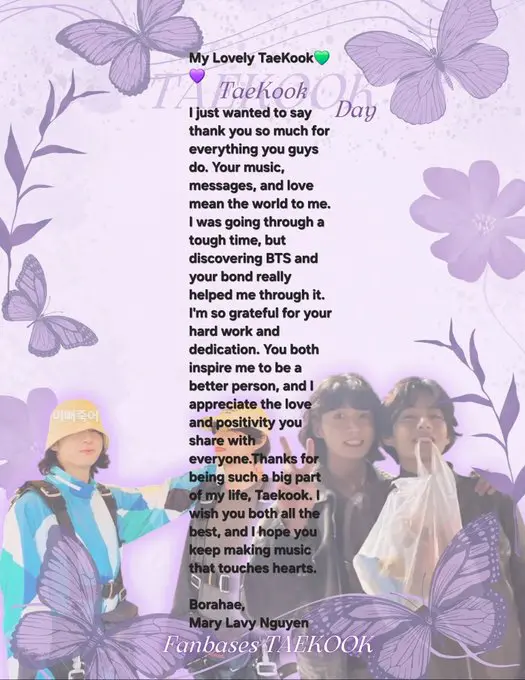 My Lovely TaeKook💚
💜
TAEKOOK
TaeKook
Day
I just wanted to say
thank you so much for
everything you guys
do. Your music,
messages, and love
mean the world to me.
I was going through a
tough time, but
discovering BTS and
your bond really
helped me through it.
I'm so grateful for your
hard work and
dedication. You both
inspire me to be a
better person, and I
appreciate the love
and positivity you
share with
everyone.Thanks for
being such a big part
of my life, Taekook. I
wish you both all the
best, and I hope you
keep making music
that touches hearts.
Borahae,
Mary Lavy Nguyen
Fanbases TAEKOOK